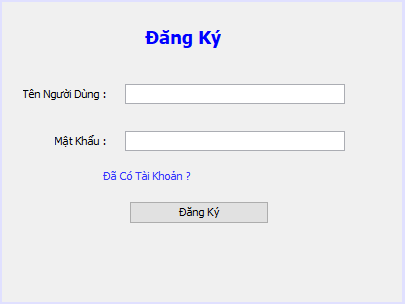 Đăng Ký
Tên Người Dùng :
Mật Khẩu :
Đã Có Tài Khoản ?
Đăng Ký